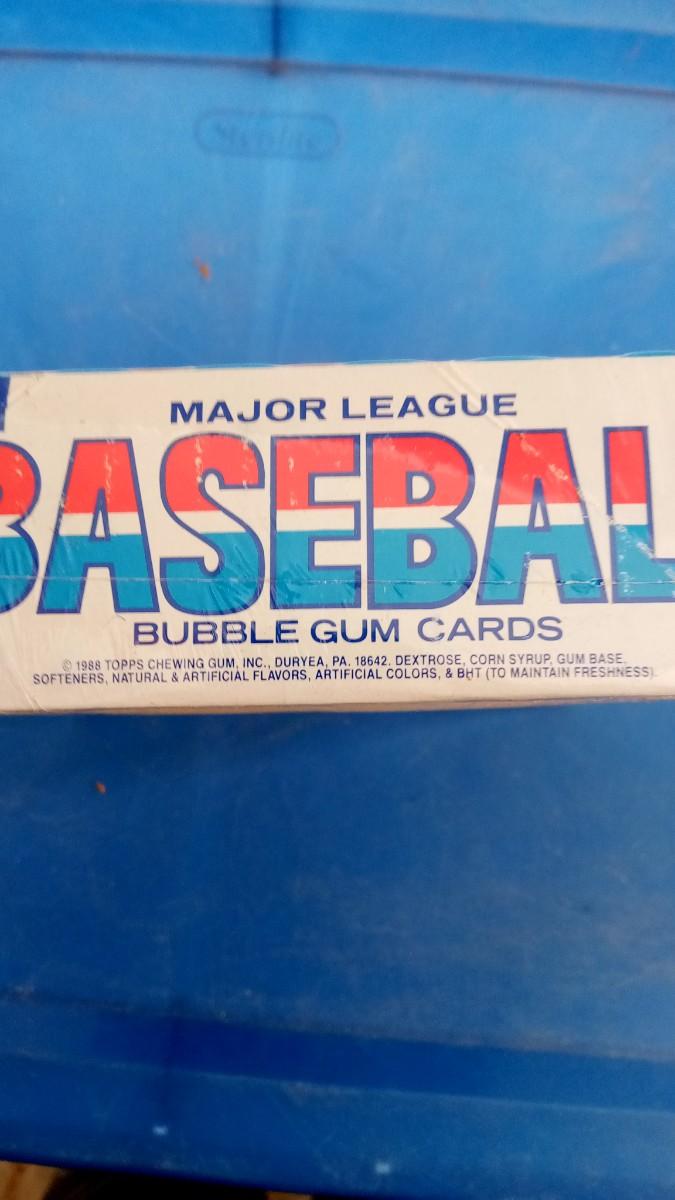 MAJOR LEAGUE
BASEBAL
BUBBLE GUM CARDS
© 1988 TOPPS CHEWING GUM, INC., DURYEA, PA. 18642. DEXTROSE, CORN SYRUP, GUM BASE,
SOFTENERS, NATURAL & ARTIFICIAL FLAVORS, ARTIFICIAL COLORS, & BHT (TO MAINTAIN FRESHNESS).